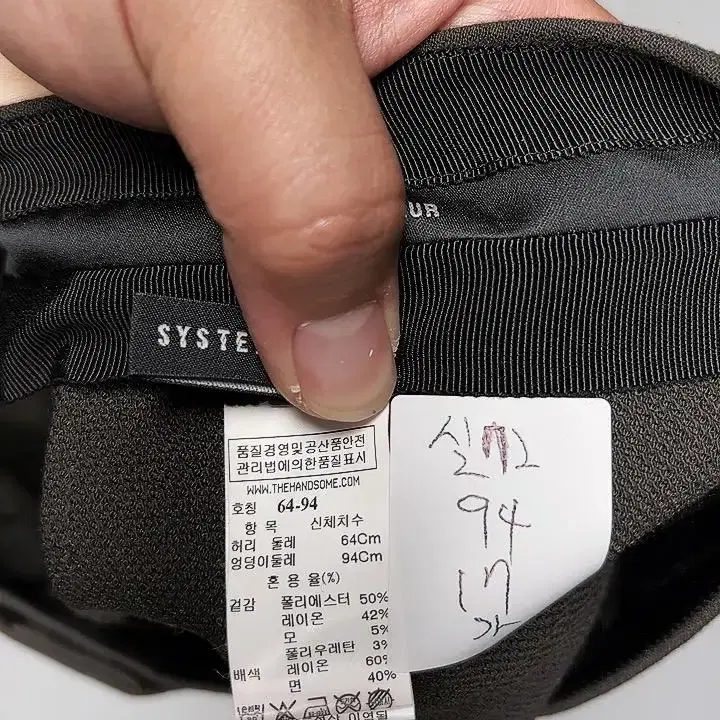 UR
SYSTE
품질경영및공산품안전
관리법에의한품질표시
WWW.THEHANDSOME.COM
호칭 64-94
항 목 신체치수
허리 둘레 64Cm
엉덩이둘레 94Cm
혼 용 율(%)
겉감 폴리에스터 50%
레이온 42%
모 5%
폴리우레탄 3%
배색 레이온 60%
면 40%
94